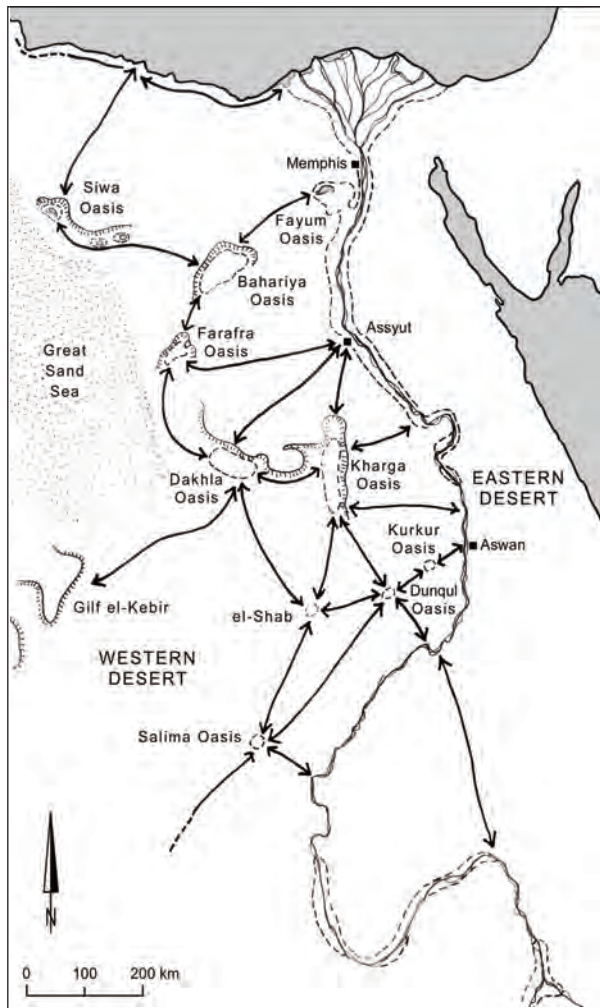 Memphis
Siwa
Oasis
Fayum
Oasis
Bahariya
Oasis
Farafra
Oasis
Assyut
Great
Sand
Sea
Dakhla
Oasis
Kharga
Oasis
EASTERN
DESERT
Kurkur
Oasis
Aswan
Gilf el-Kebir
el-Shab
Dunqul
Oasis
WESTERN
DESERT
Salima Oasis
N
0 100 200 km